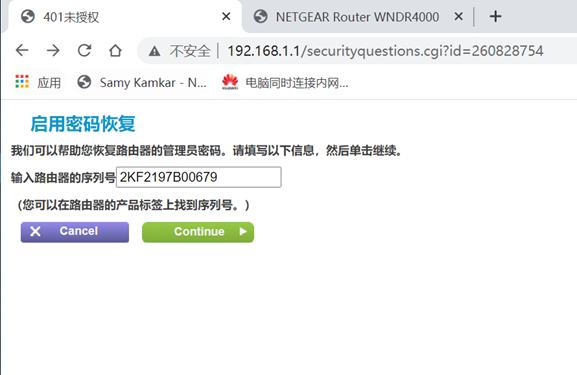 401未授权
NETGEAR Router WNDR4000
不安全 192.168.1.1/securityquestions.cgi?id=260828754
应用 Samy Kamkar - N... 电脑同时连接内网...
启用密码恢复
我们可以帮助您恢复路由器的管理员密码。请填写以下信息，然后单击继续。
输入路由器的序列号 2KF2197B00679
（您可以在路由器的产品标签上找到序列号。）
Cancel Continue